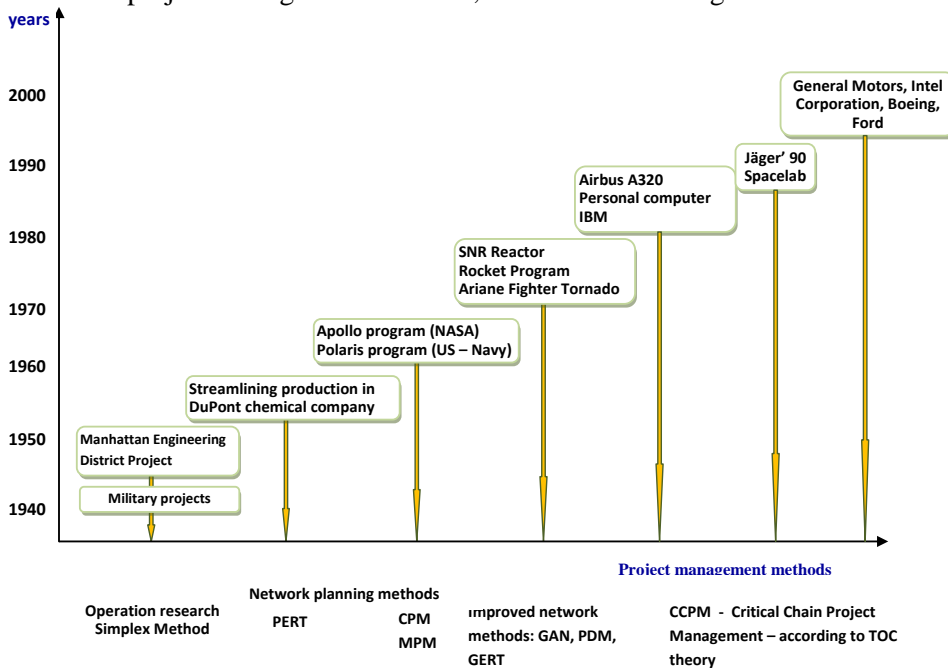 years
2000
1990
1980
1970
1960
1950
1940
General Motors, Intel
Corporation, Boeing,
Ford
Jäger' 90
Spacelab
Airbus A320
Personal computer
IBM
SNR Reactor
Rocket Program
Ariane Fighter Tornado
Apollo program (NASA)
Polaris program (US – Navy)
Streamlining production in
DuPont chemical company
Manhattan Engineering
District Project
Military projects
Project management methods
Operation research
Simplex Method
Network planning methods
PERT
CPM
MPM
Improved network
methods: GAN, PDM,
GERT
CCPM - Critical Chain Project
Management – according to TOC
theory